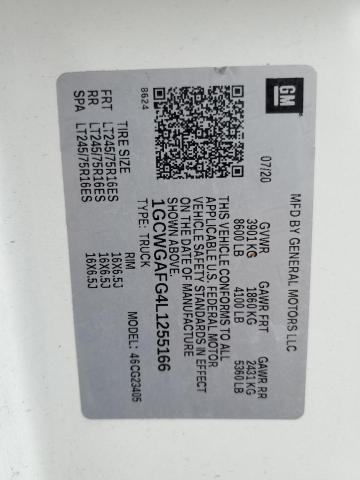 GM
MFD BY GENERAL MOTORS LLC
07/20 GVWR GAWR FRT GAWR RR
3901 KG 1860 KG 2431 KG
8600 LB 4100 LB 5360 LB
THIS VEHICLE CONFORMS TO ALL
APPLICABLE U.S. FEDERAL MOTOR
VEHICLE SAFETY STANDARDS IN EFFECT
ON THE DATE OF MANUFACTURE
SHOWN ABOVE.
8624
1GCWGAFG4L1255166
TYPE: TRUCK MODEL: 46CG23405
TIRE SIZE RIM
FRT LT245/75R16ES 16X6.5J
RR LT245/75R16ES 16X6.5J
SPA LT245/75R16ES 16X6.5J